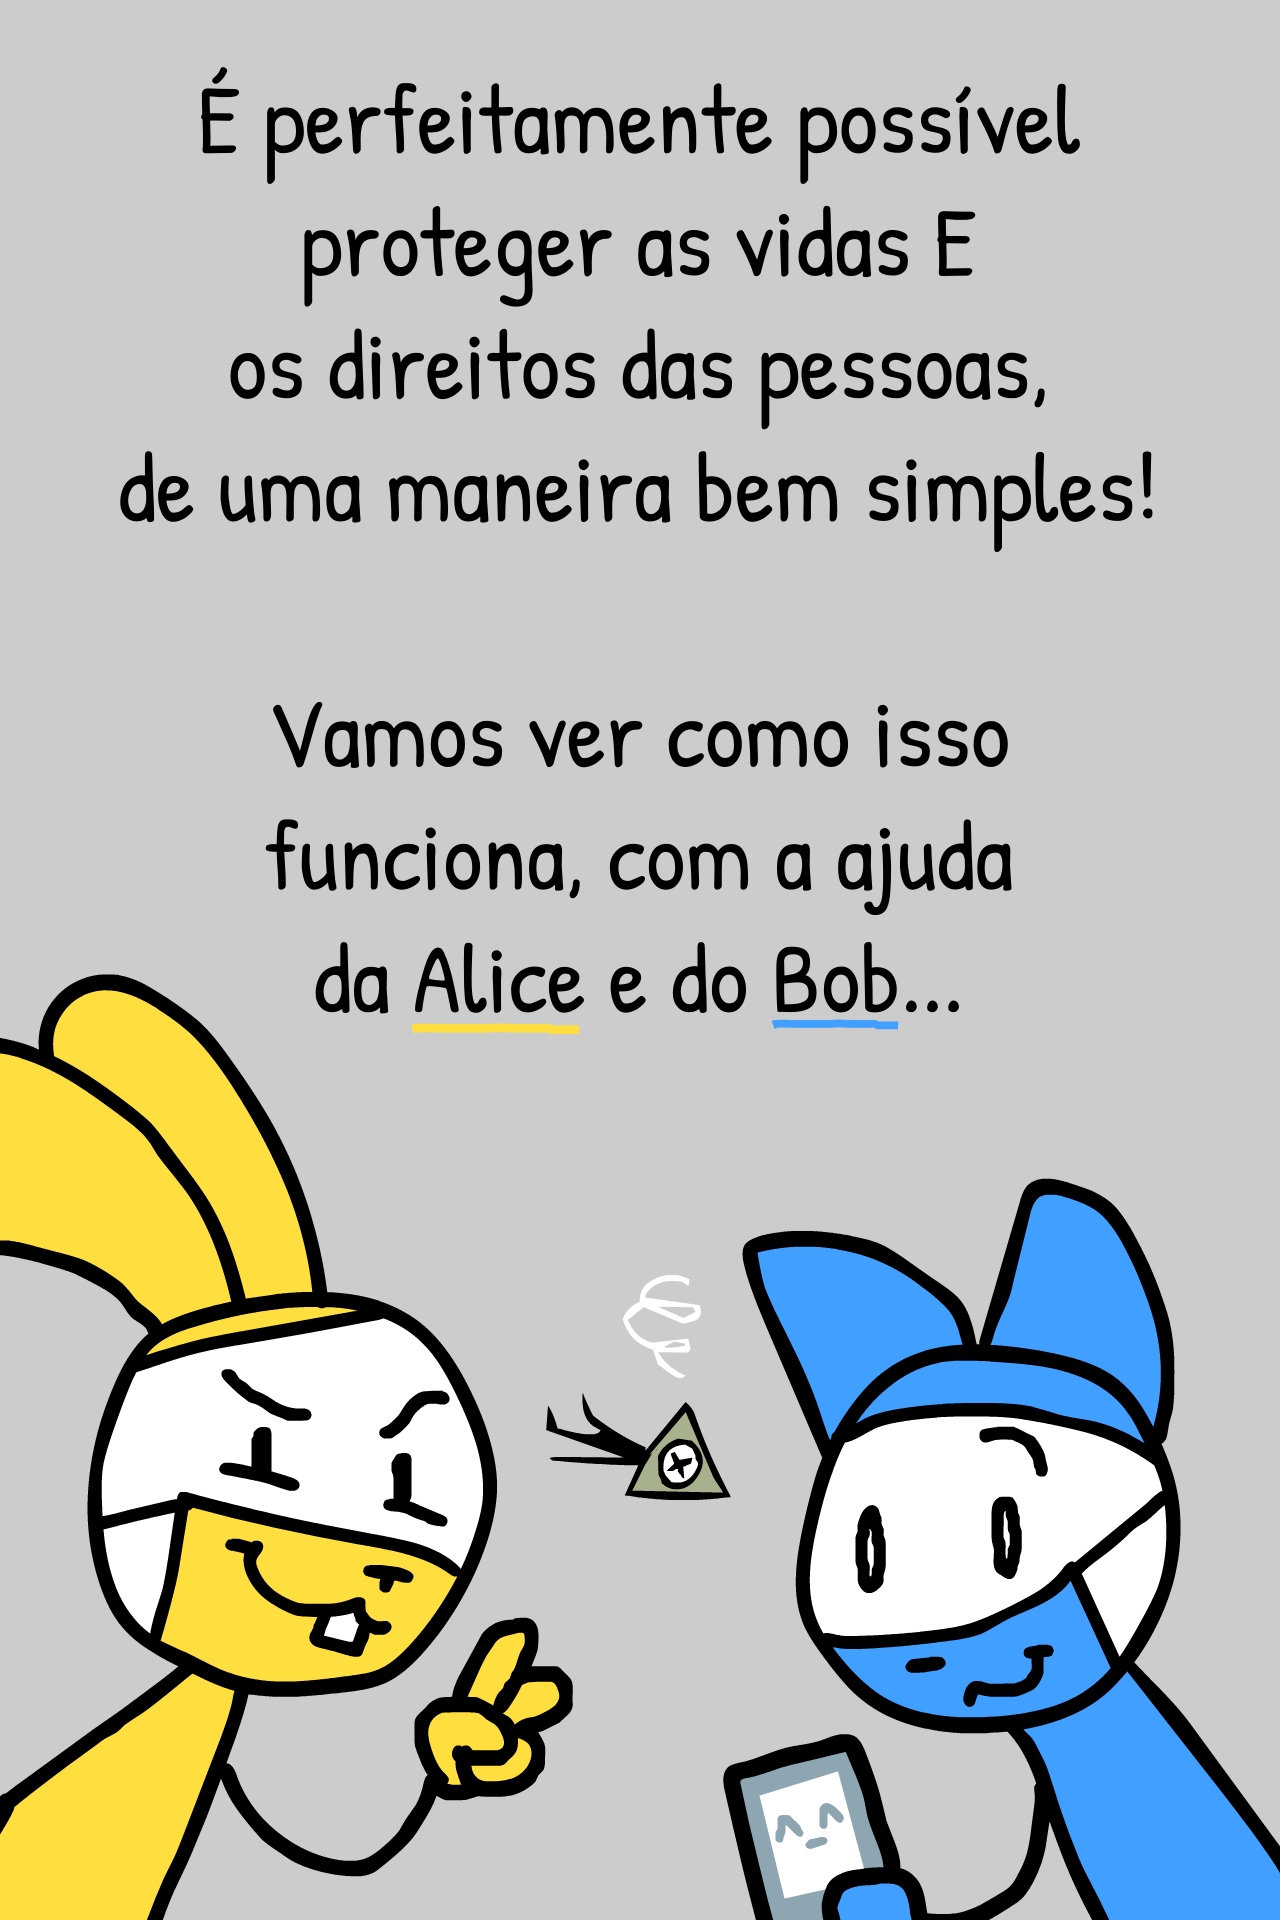 É perfeitamente possível
proteger as vidas E
os direitos das pessoas,
de uma maneira bem simples!
Vamos ver como isso
funciona, com a ajuda
da Alice e do Bob...